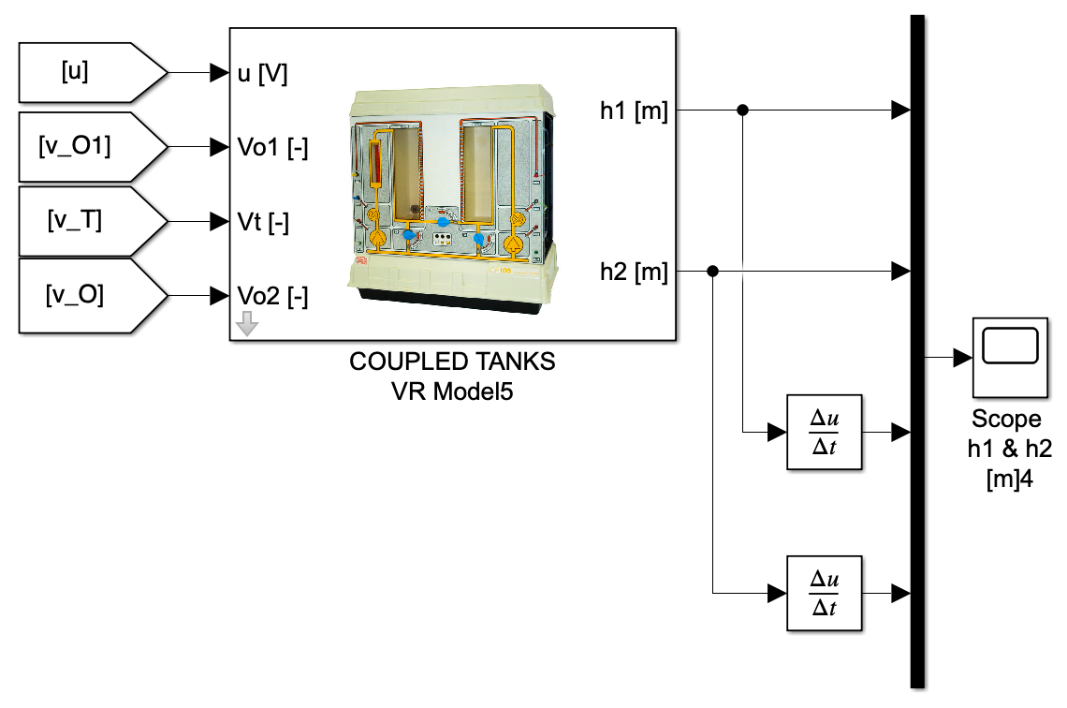 [u]
[v_O1]
[v_T]
[v_O]
u [V]
Vo1 [-]
Vt [-]
Vo2 [-]
h1 [m]
h2 [m]
COUPLED TANKS
VR Model5
Δu
Δt
Δu
Δt
Scope
h1 & h2
[m]4